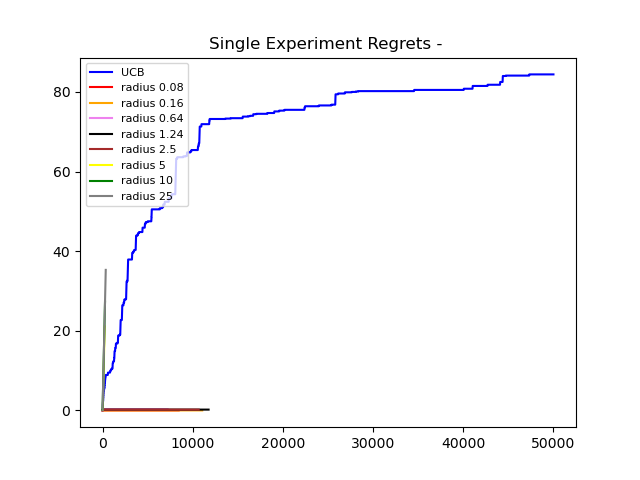 Single Experiment Regrets -
UCB
radius 0.08
radius 0.16
radius 0.64
radius 1.24
radius 2.5
radius 5
radius 10
radius 25
80
60
40
20
0
0 10000 20000 30000 40000 50000